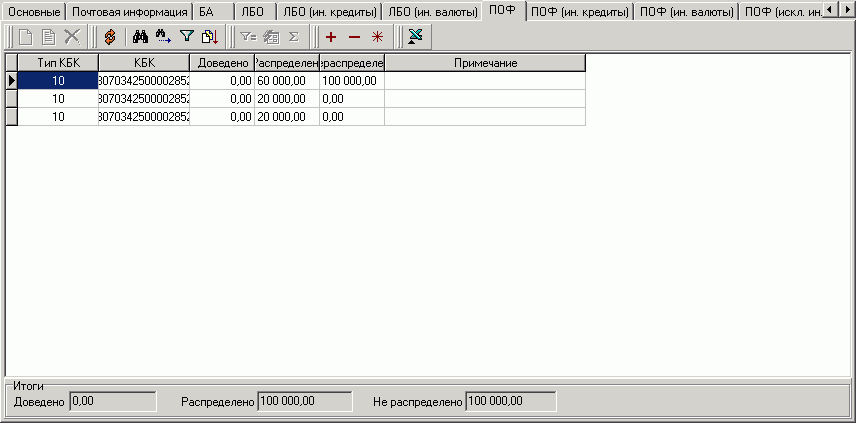 Основные Почтовая информация БА ЛБО ЛБО (ин. кредиты) ЛБО (ин. валюты) ПОФ ПОФ (ин. кредиты) ПОФ (ин. валюты) ПОФ (искл. ин.
Тип КБК КБК Доведено Распределен распределе Примечание
10 3070342500002852 0,00 60 000,00 100 000,00
10 3070342500002852 0,00 20 000,00 0,00
10 3070342500002852 0,00 20 000,00 0,00
Итоги
Доведено 0,00 Распределено 100 000,00 Не распределено 100 000,00